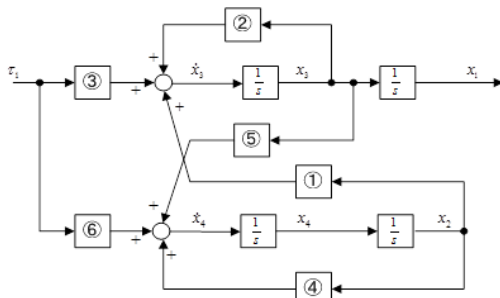 ②
+
τ₁
③
+
ẋ₃
1/s
x₃
1/s
x₁
+
⑤
①
+
⑥
+
ẋ₄
1/s
x₄
1/s
x₂
+
④